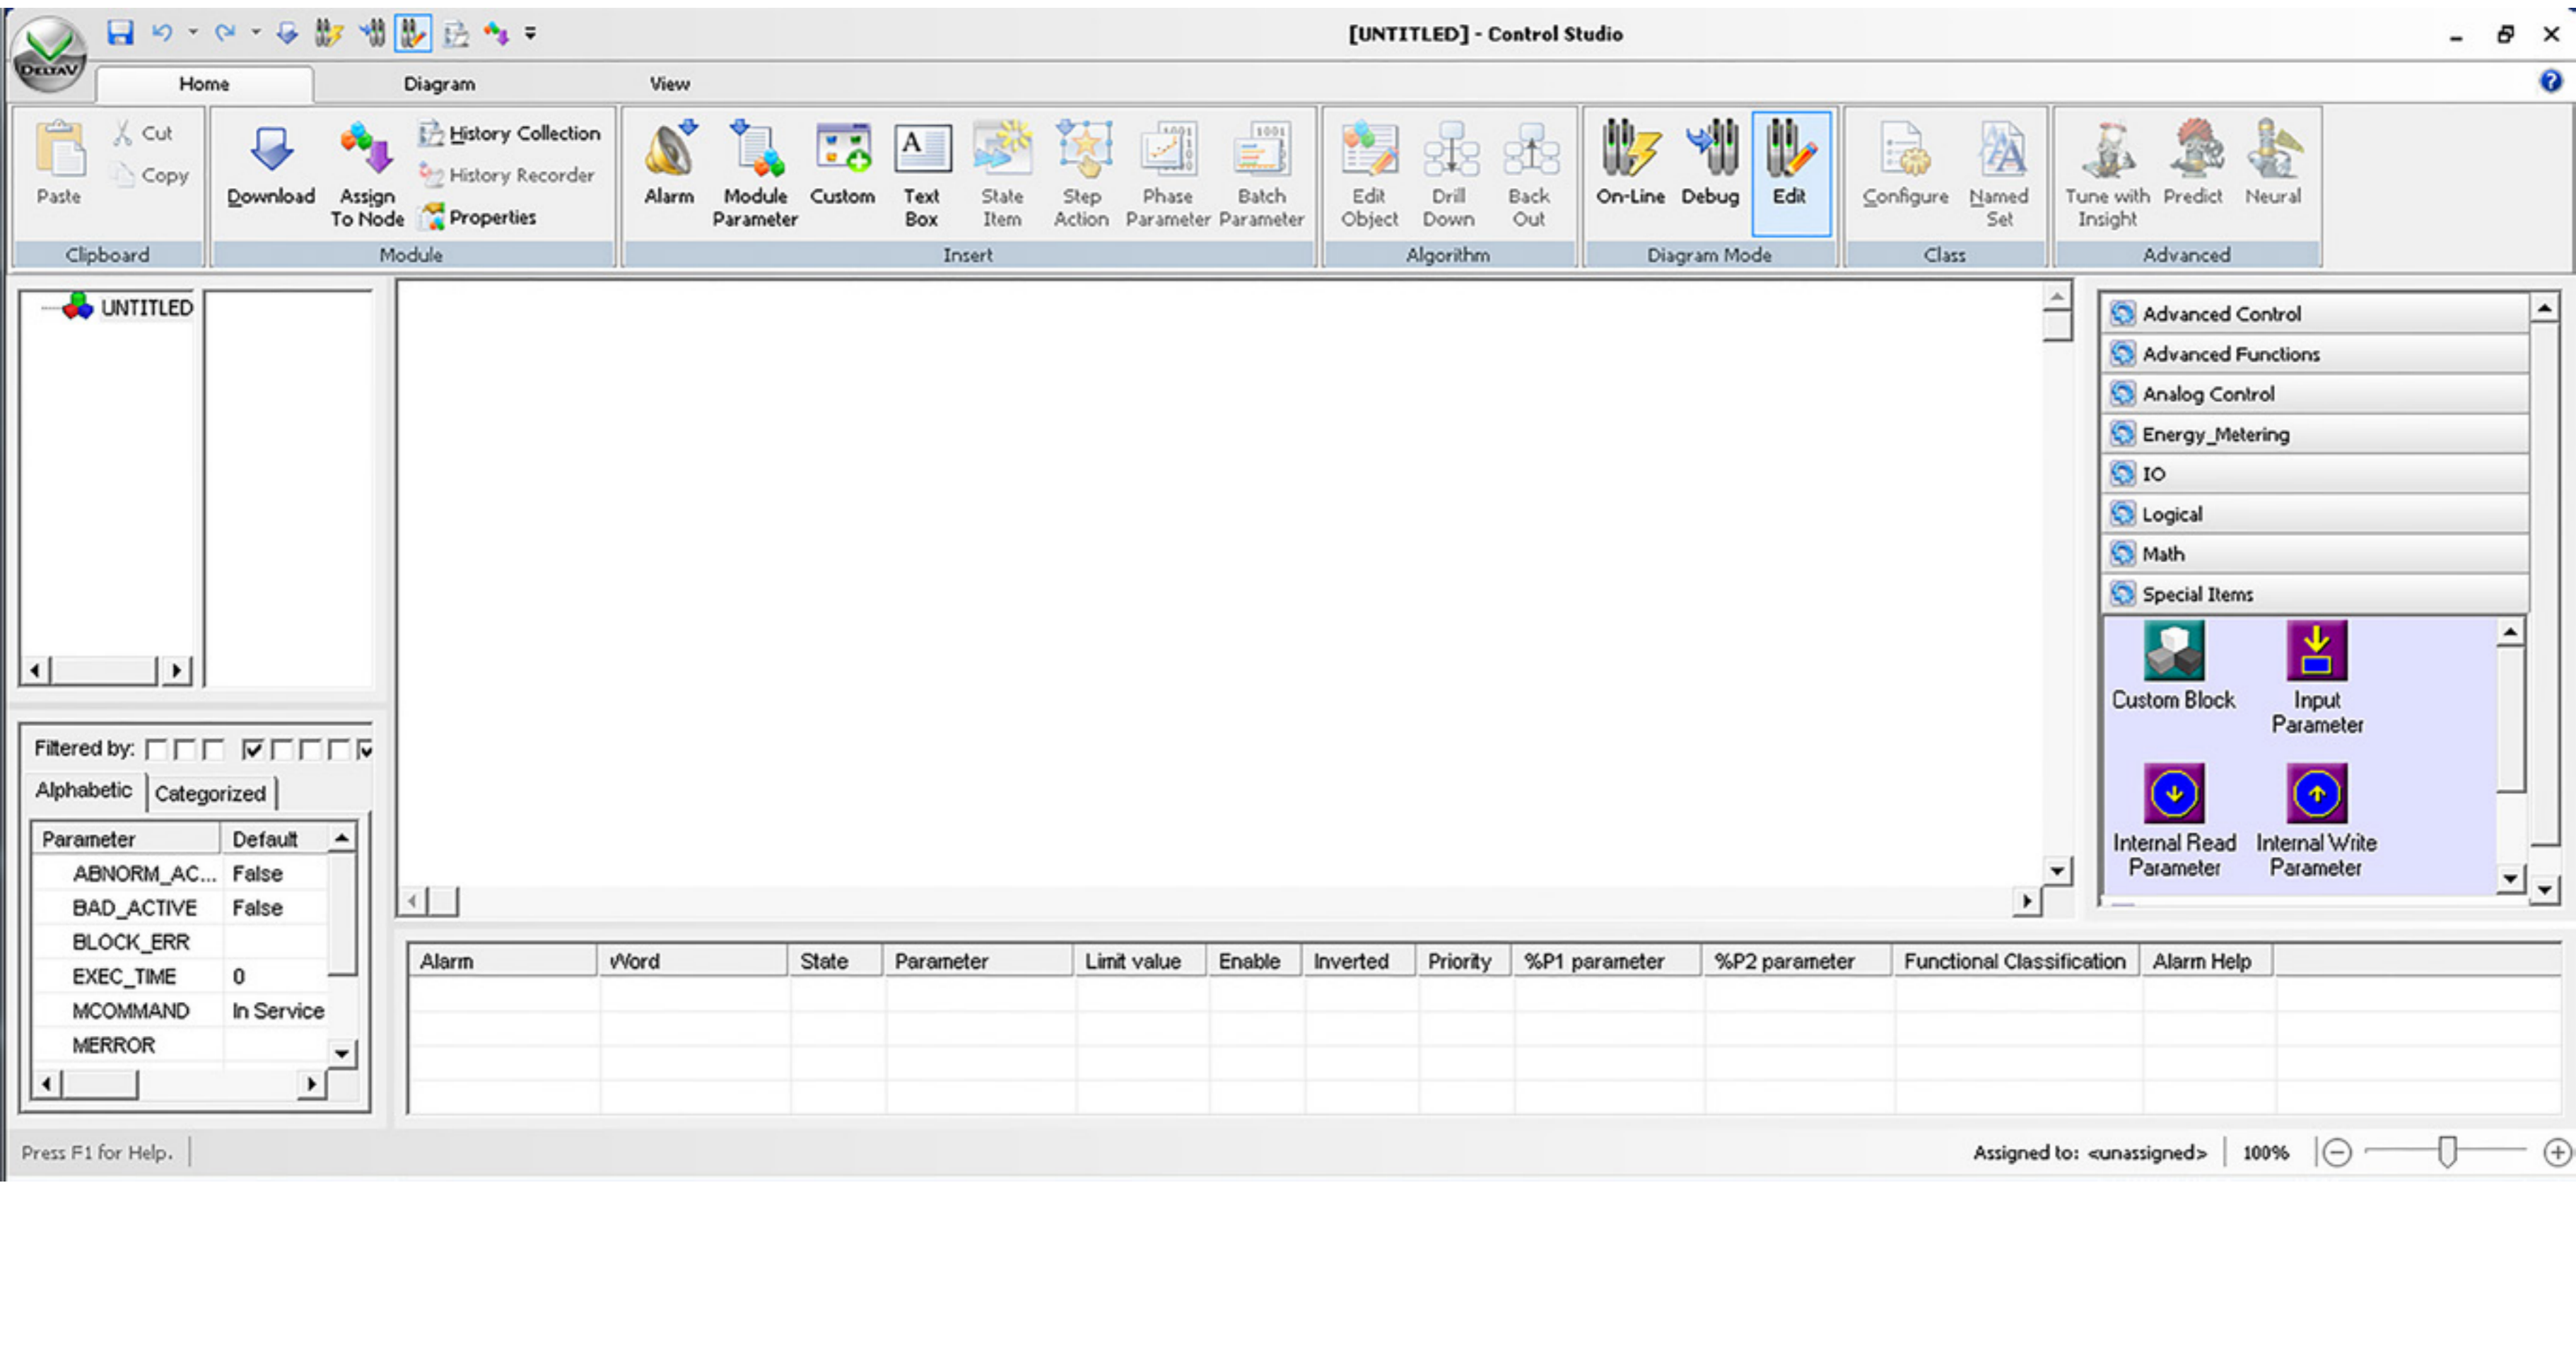 [UNTITLED] - Control Studio
DELTAV
Home Diagram View
Paste Cut Copy
Clipboard
Download Assign To Node History Collection History Recorder Properties
Module
Alarm Module Parameter Custom Text Box State Item Step Action Phase Parameter Batch Parameter
Insert
Edit Object Drill Down Back Out
Algorithm
On-Line Debug Edit
Diagram Mode
Configure Named Set
Class
Tune with Insight Predict Neural
Advanced
UNTITLED
Filtered by:
Alphabetic Categorized
Parameter Default
ABNORM_AC... False
BAD_ACTIVE False
BLOCK_ERR
EXEC_TIME 0
MCOMMAND In Service
MERROR
Alarm Word State Parameter Limit value Enable Inverted Priority %P1 parameter %P2 parameter Functional Classification Alarm Help
Advanced Control
Advanced Functions
Analog Control
Energy_Metering
IO
Logical
Math
Special Items
Custom Block
Input Parameter
Internal Read Parameter
Internal Write Parameter
Press F1 for Help.
Assigned to: <unassigned> 100%